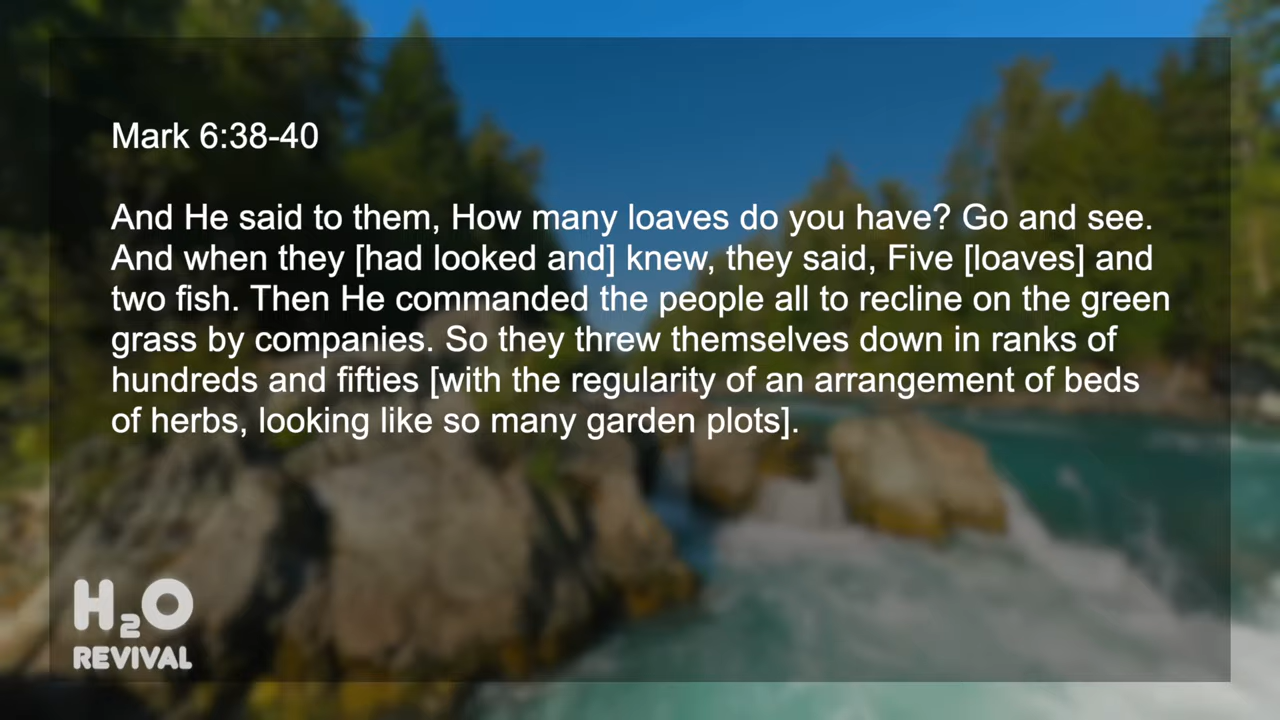 Mark 6:38-40
And He said to them, How many loaves do you have? Go and see.
And when they [had looked and] knew, they said, Five [loaves] and
two fish. Then He commanded the people all to recline on the green
grass by companies. So they threw themselves down in ranks of
hundreds and fifties [with the regularity of an arrangement of beds
of herbs, looking like so many garden plots].
H2O
REVIVAL